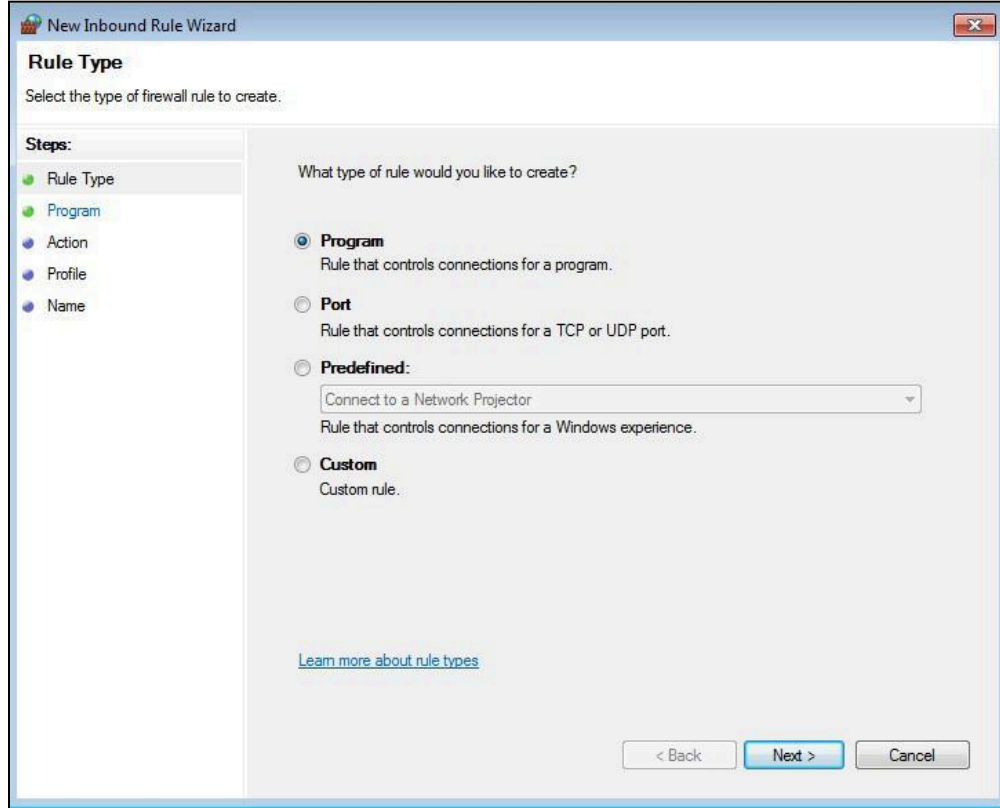 New Inbound Rule Wizard
Rule Type
Select the type of firewall rule to create.
Steps:
Rule Type
Program
Action
Profile
Name
What type of rule would you like to create?
Program
Rule that controls connections for a program.
Port
Rule that controls connections for a TCP or UDP port.
Predefined:
Connect to a Network Projector
Rule that controls connections for a Windows experience.
Custom
Custom rule.
Learn more about rule types
< Back Next > Cancel